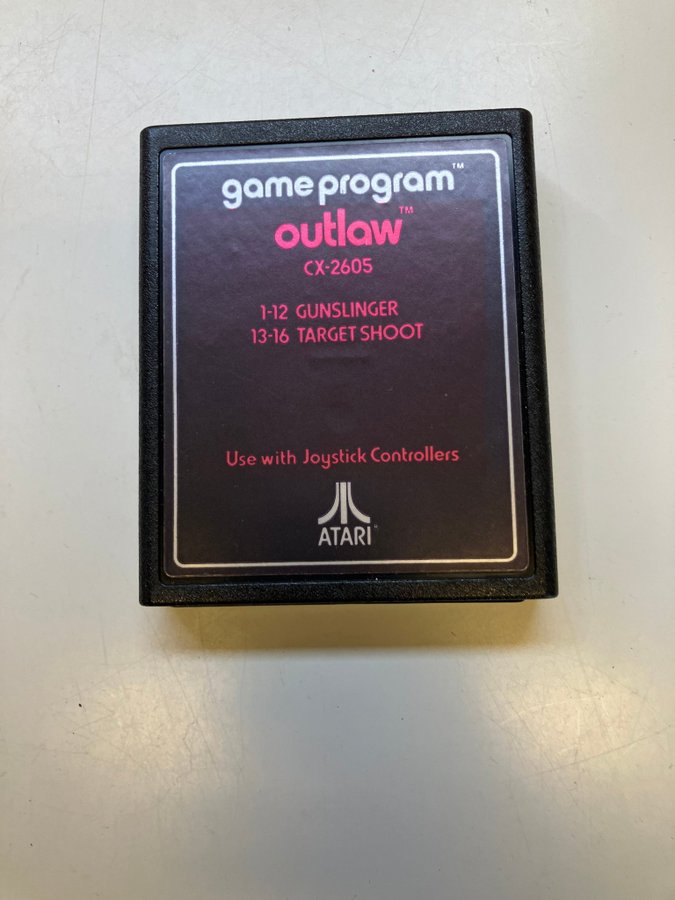 game program™
outlaw™
CX-2605
1-12 GUNSLINGER
13-16 TARGET SHOOT
Use with Joystick Controllers
ATARI